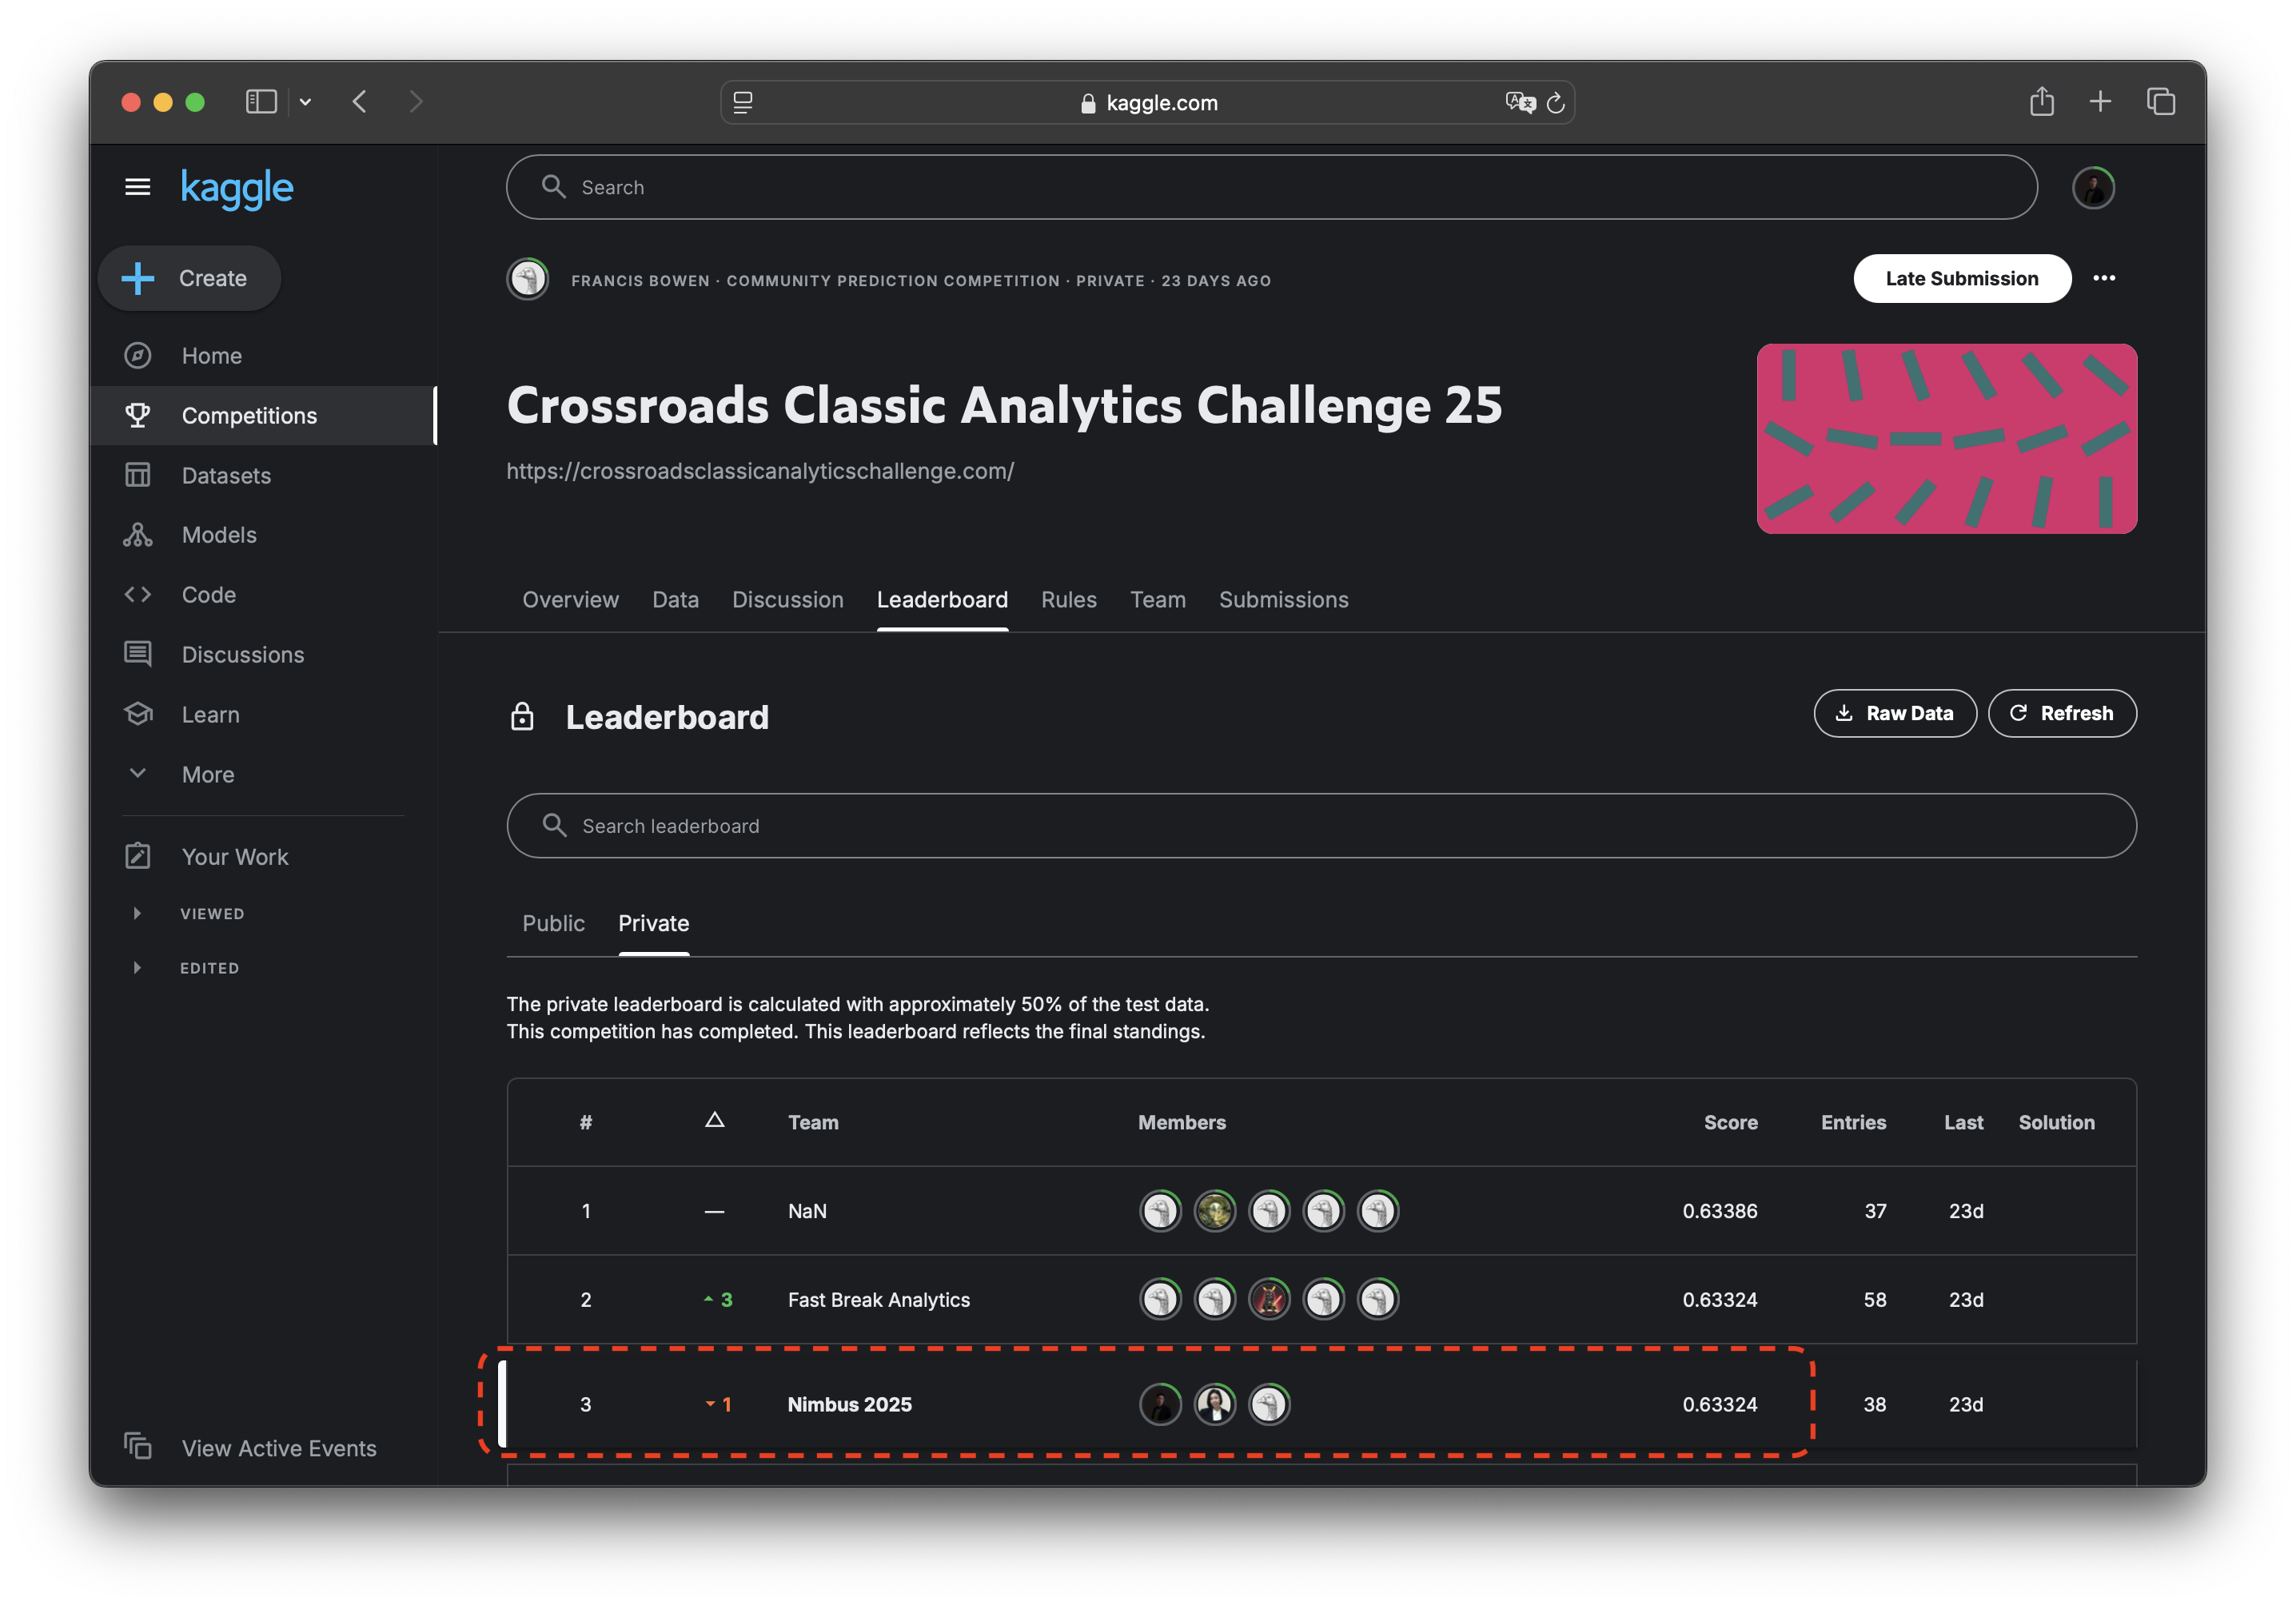 kaggle.com
kaggle
Search
Create
FRANCIS BOWEN · COMMUNITY PREDICTION COMPETITION · PRIVATE · 23 DAYS AGO
Late Submission
Home
Competitions
Datasets
Models
Code
Discussions
Learn
More
Your Work
VIEWED
EDITED
View Active Events
Crossroads Classic Analytics Challenge 25
https://crossroadsclassicanalyticschallenge.com/
Overview Data Discussion Leaderboard Rules Team Submissions
Leaderboard
Raw Data Refresh
Search leaderboard
Public Private
The private leaderboard is calculated with approximately 50% of the test data.
This competition has completed. This leaderboard reflects the final standings.
# △ Team Members Score Entries Last Solution
1 — NaN 0.63386 37 23d
2 3 Fast Break Analytics 0.63324 58 23d
3 1 Nimbus 2025 0.63324 38 23d